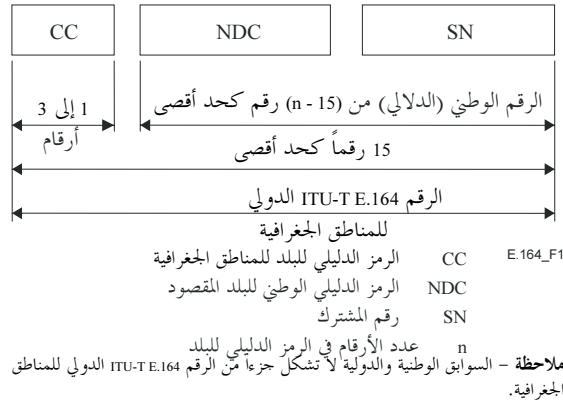 CC NDC SN
الرقم الوطني (الدلالي) من (n - 15) رقم كحد أقصى
1 إلى 3
أرقام
15 رقماً كحد أقصى
الرقم ITU-T E.164 الدولي
للمناطق الجغرافية
E.164_F1
CC الرمز الدليلي للبلد للمناطق الجغرافية
NDC الرمز الدليلي الوطني للبلد المقصود
SN رقم المشترك
n عدد الأرقام في الرمز الدليلي للبلد
ملاحظة – السوابق الوطنية والدولية لا تشكل جزءاً من الرقم ITU-T E.164 الدولي للمناطق
الجغرافية.